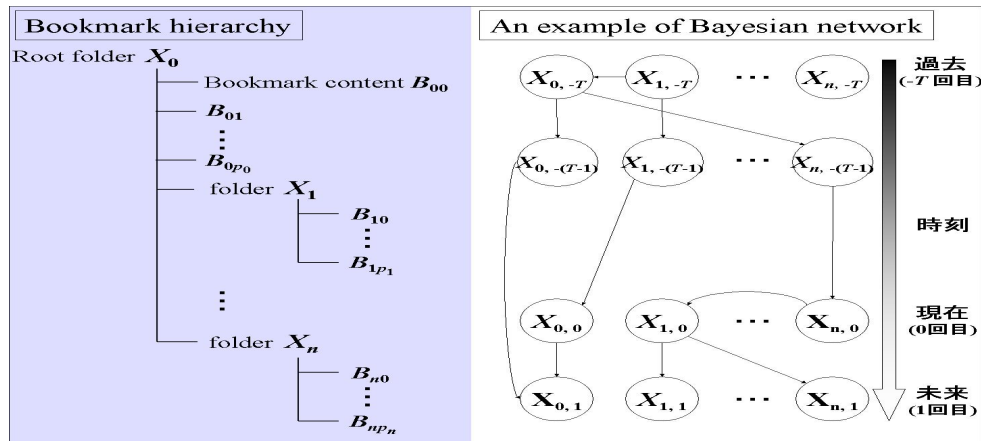 Bookmark hierarchy
Root folder X0
Bookmark content B00
B01
⋮
B0p0
folder X1
B10
⋮
B1p1
⋮
folder Xn
Bn0
⋮
Bnpn
An example of Bayesian network
X0, -T X1, -T ⋯ Xn, -T
X0, -(T-1) X1, -(T-1) ⋯ Xn, -(T-1)
X0, 0 X1, 0 ⋯ Xn, 0
X0, 1 X1, 1 ⋯ Xn, 1
過去
(-T 回目)
時刻
現在
(0回目)
未来
(1回目)